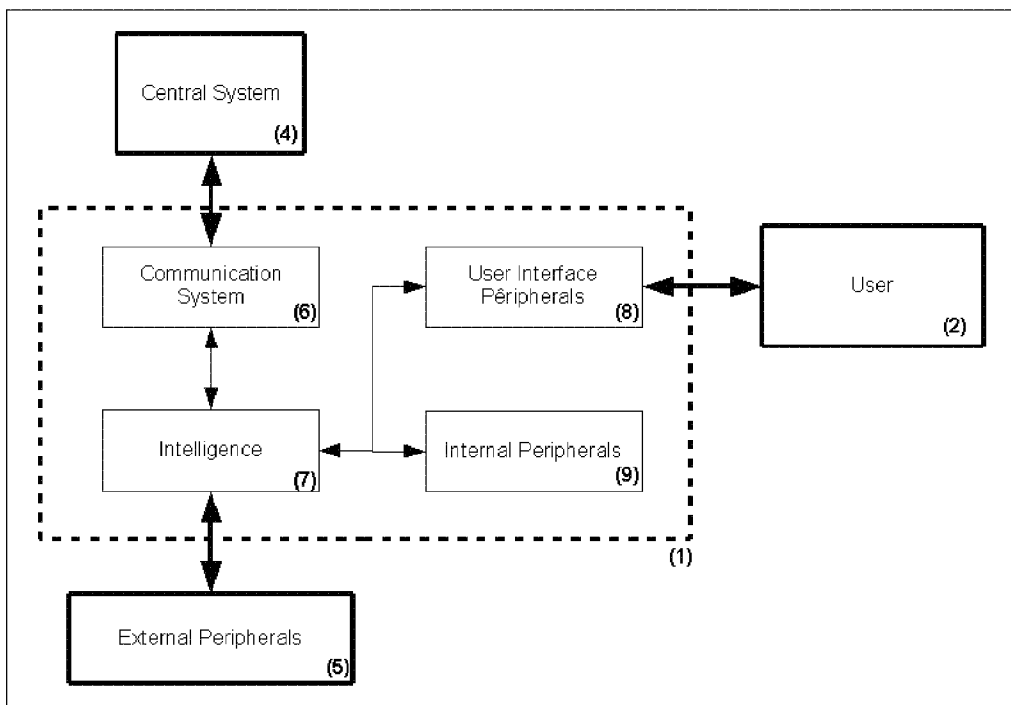 Central System
(4)
Communication
System
(6)
User Interface
Pêripherals
(8)
User
(2)
Intelligence
(7)
Internal Peripherals
(9)
(1)
External Peripherals
(5)